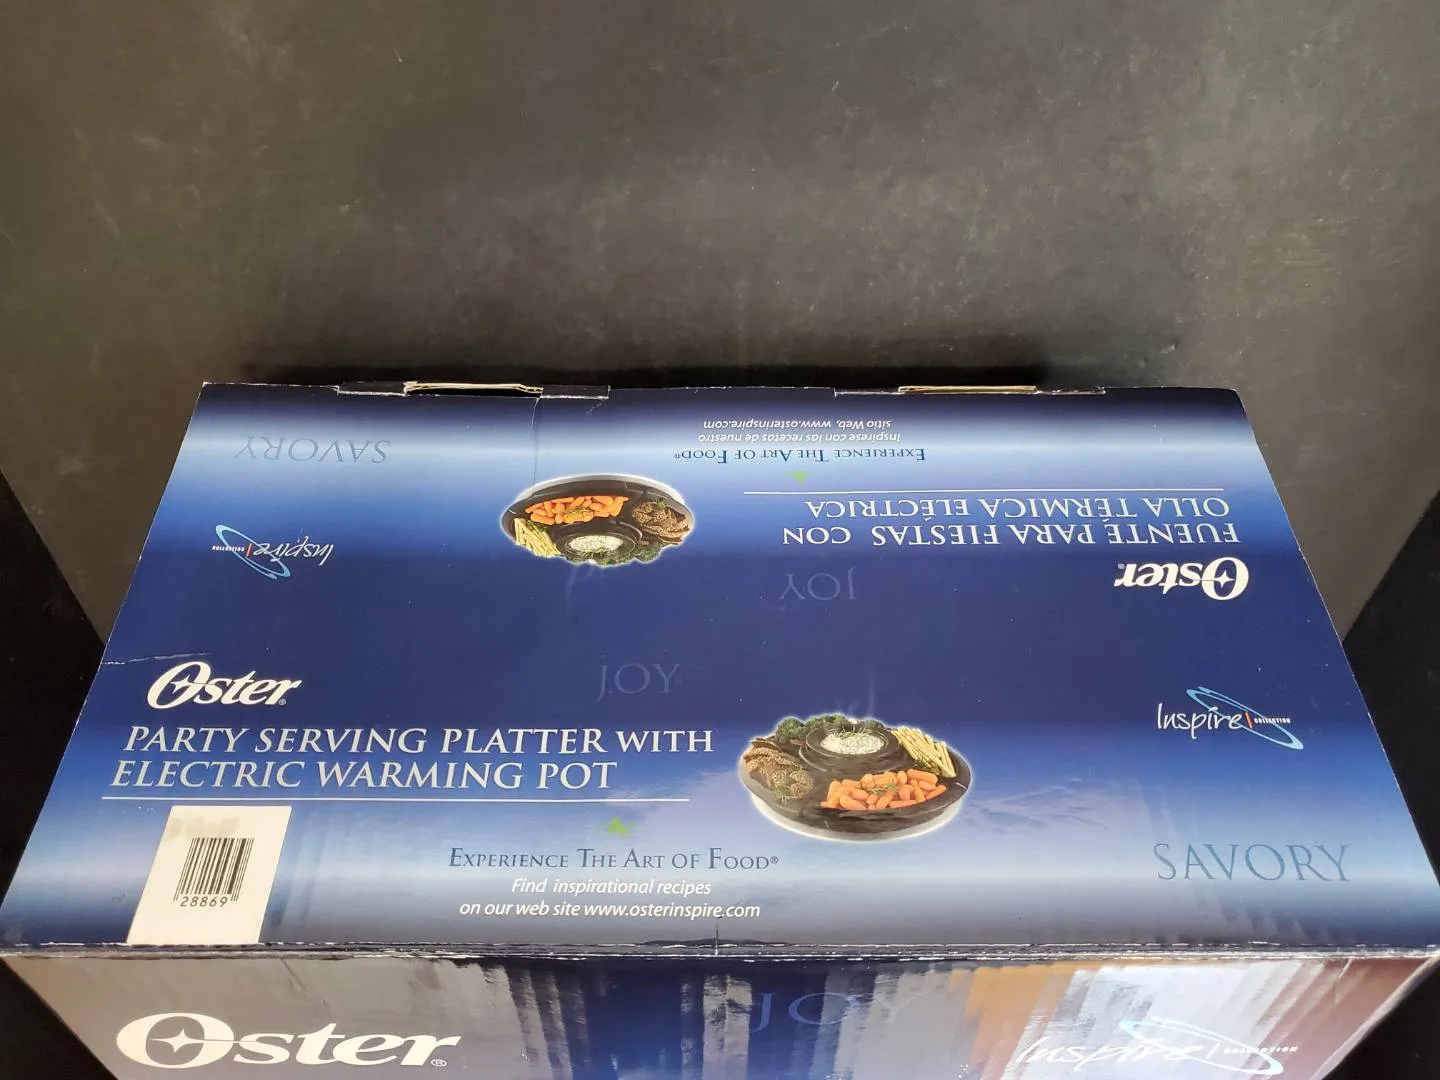 SAVORY
EXPERIENCE THE ART OF FOOD®
Inspírese con las recetas de nuestro
sitio Web, www.osterinspire.com
Oster®
FUENTE PARA FIESTAS CON
OLLA TÉRMICA ELÉCTRICA
Inspire | COLLECTION
JOY
Oster®
JOY
PARTY SERVING PLATTER WITH
ELECTRIC WARMING POT
Inspire | COLLECTION
SAVORY
EXPERIENCE THE ART OF FOOD®
Find inspirational recipes
on our web site www.osterinspire.com
28869
JOY
Oster®
Inspire | COLLECTION